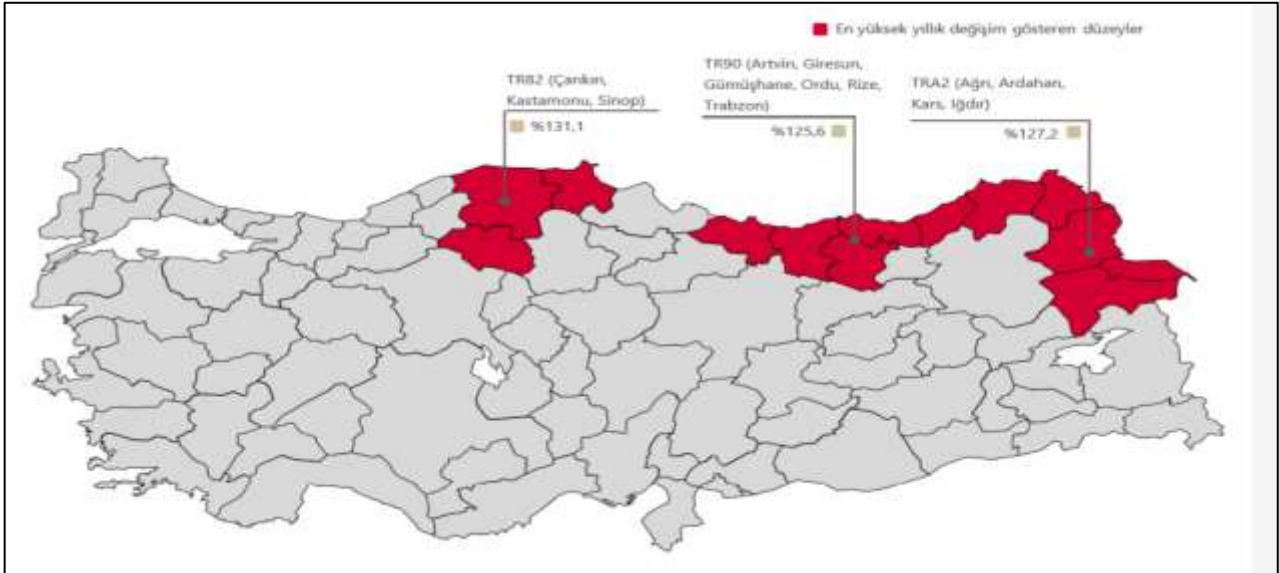 En yüksek yıllık değişim gösteren düzeyler
TR82 (Çankırı,
Kastamonu, Sinop)
%131,1
TR90 (Artvin, Giresun,
Gümüşhane, Ordu, Rize,
Trabzon)
%125,6
TRA2 (Ağrı, Ardahan,
Kars, Iğdır)
%127,2